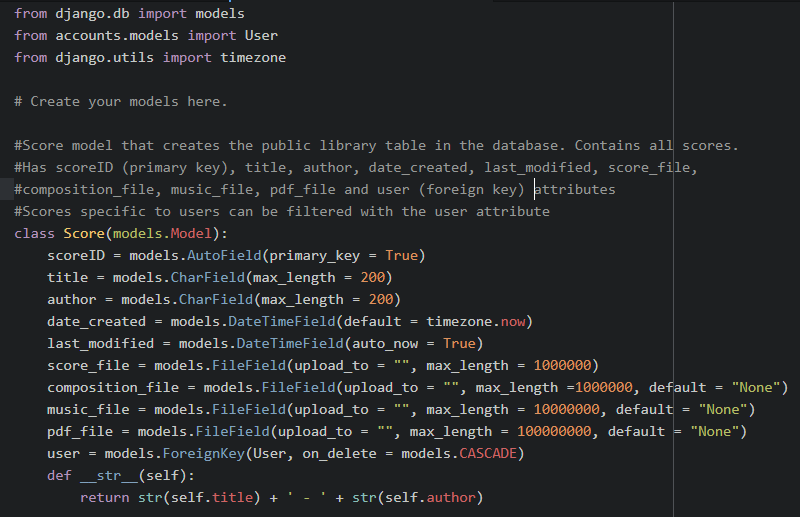 from django.db import models
from accounts.models import User
from django.utils import timezone
# Create your models here.
#Score model that creates the public library table in the database. Contains all scores.
#Has scoreID (primary key), title, author, date_created, last_modified, score_file,
#composition_file, music_file, pdf_file and user (foreign key) attributes
#Scores specific to users can be filtered with the user attribute
class Score(models.Model):
    scoreID = models.AutoField(primary_key = True)
    title = models.CharField(max_length = 200)
    author = models.CharField(max_length = 200)
    date_created = models.DateTimeField(default = timezone.now)
    last_modified = models.DateTimeField(auto_now = True)
    score_file = models.FileField(upload_to = "", max_length = 1000000)
    composition_file = models.FileField(upload_to = "", max_length =1000000, default = "None")
    music_file = models.FileField(upload_to = "", max_length = 10000000, default = "None")
    pdf_file = models.FileField(upload_to = "", max_length = 100000000, default = "None")
    user = models.ForeignKey(User, on_delete = models.CASCADE)
    def __str__(self):
        return str(self.title) + ' - ' + str(self.author)